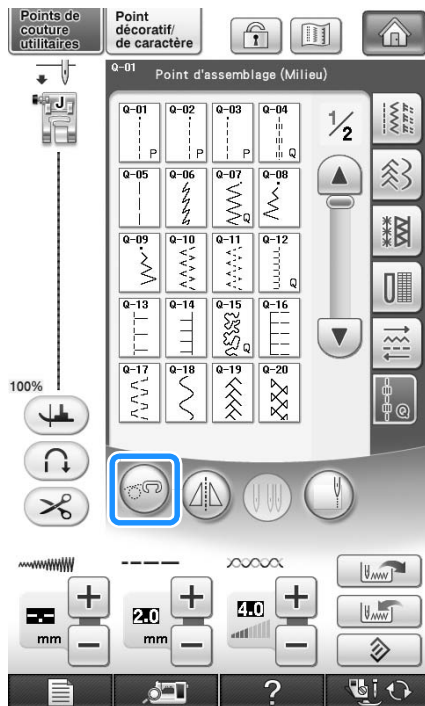 Points de
couture
utilitaires
Point
décoratif/
de caractère
Q-01
Point d'assemblage (Milieu)
J
Q-01 Q-02 Q-03 Q-04
P P P Q
1/2
Q-05 Q-06 Q-07 Q-08
Q
Q-09 Q-10 Q-11 Q-12
Q
Q-13 Q-14 Q-15 Q-16
Q
Q-17 Q-18 Q-19 Q-20
Q
100%
2.0
4.0
mm
mm
?